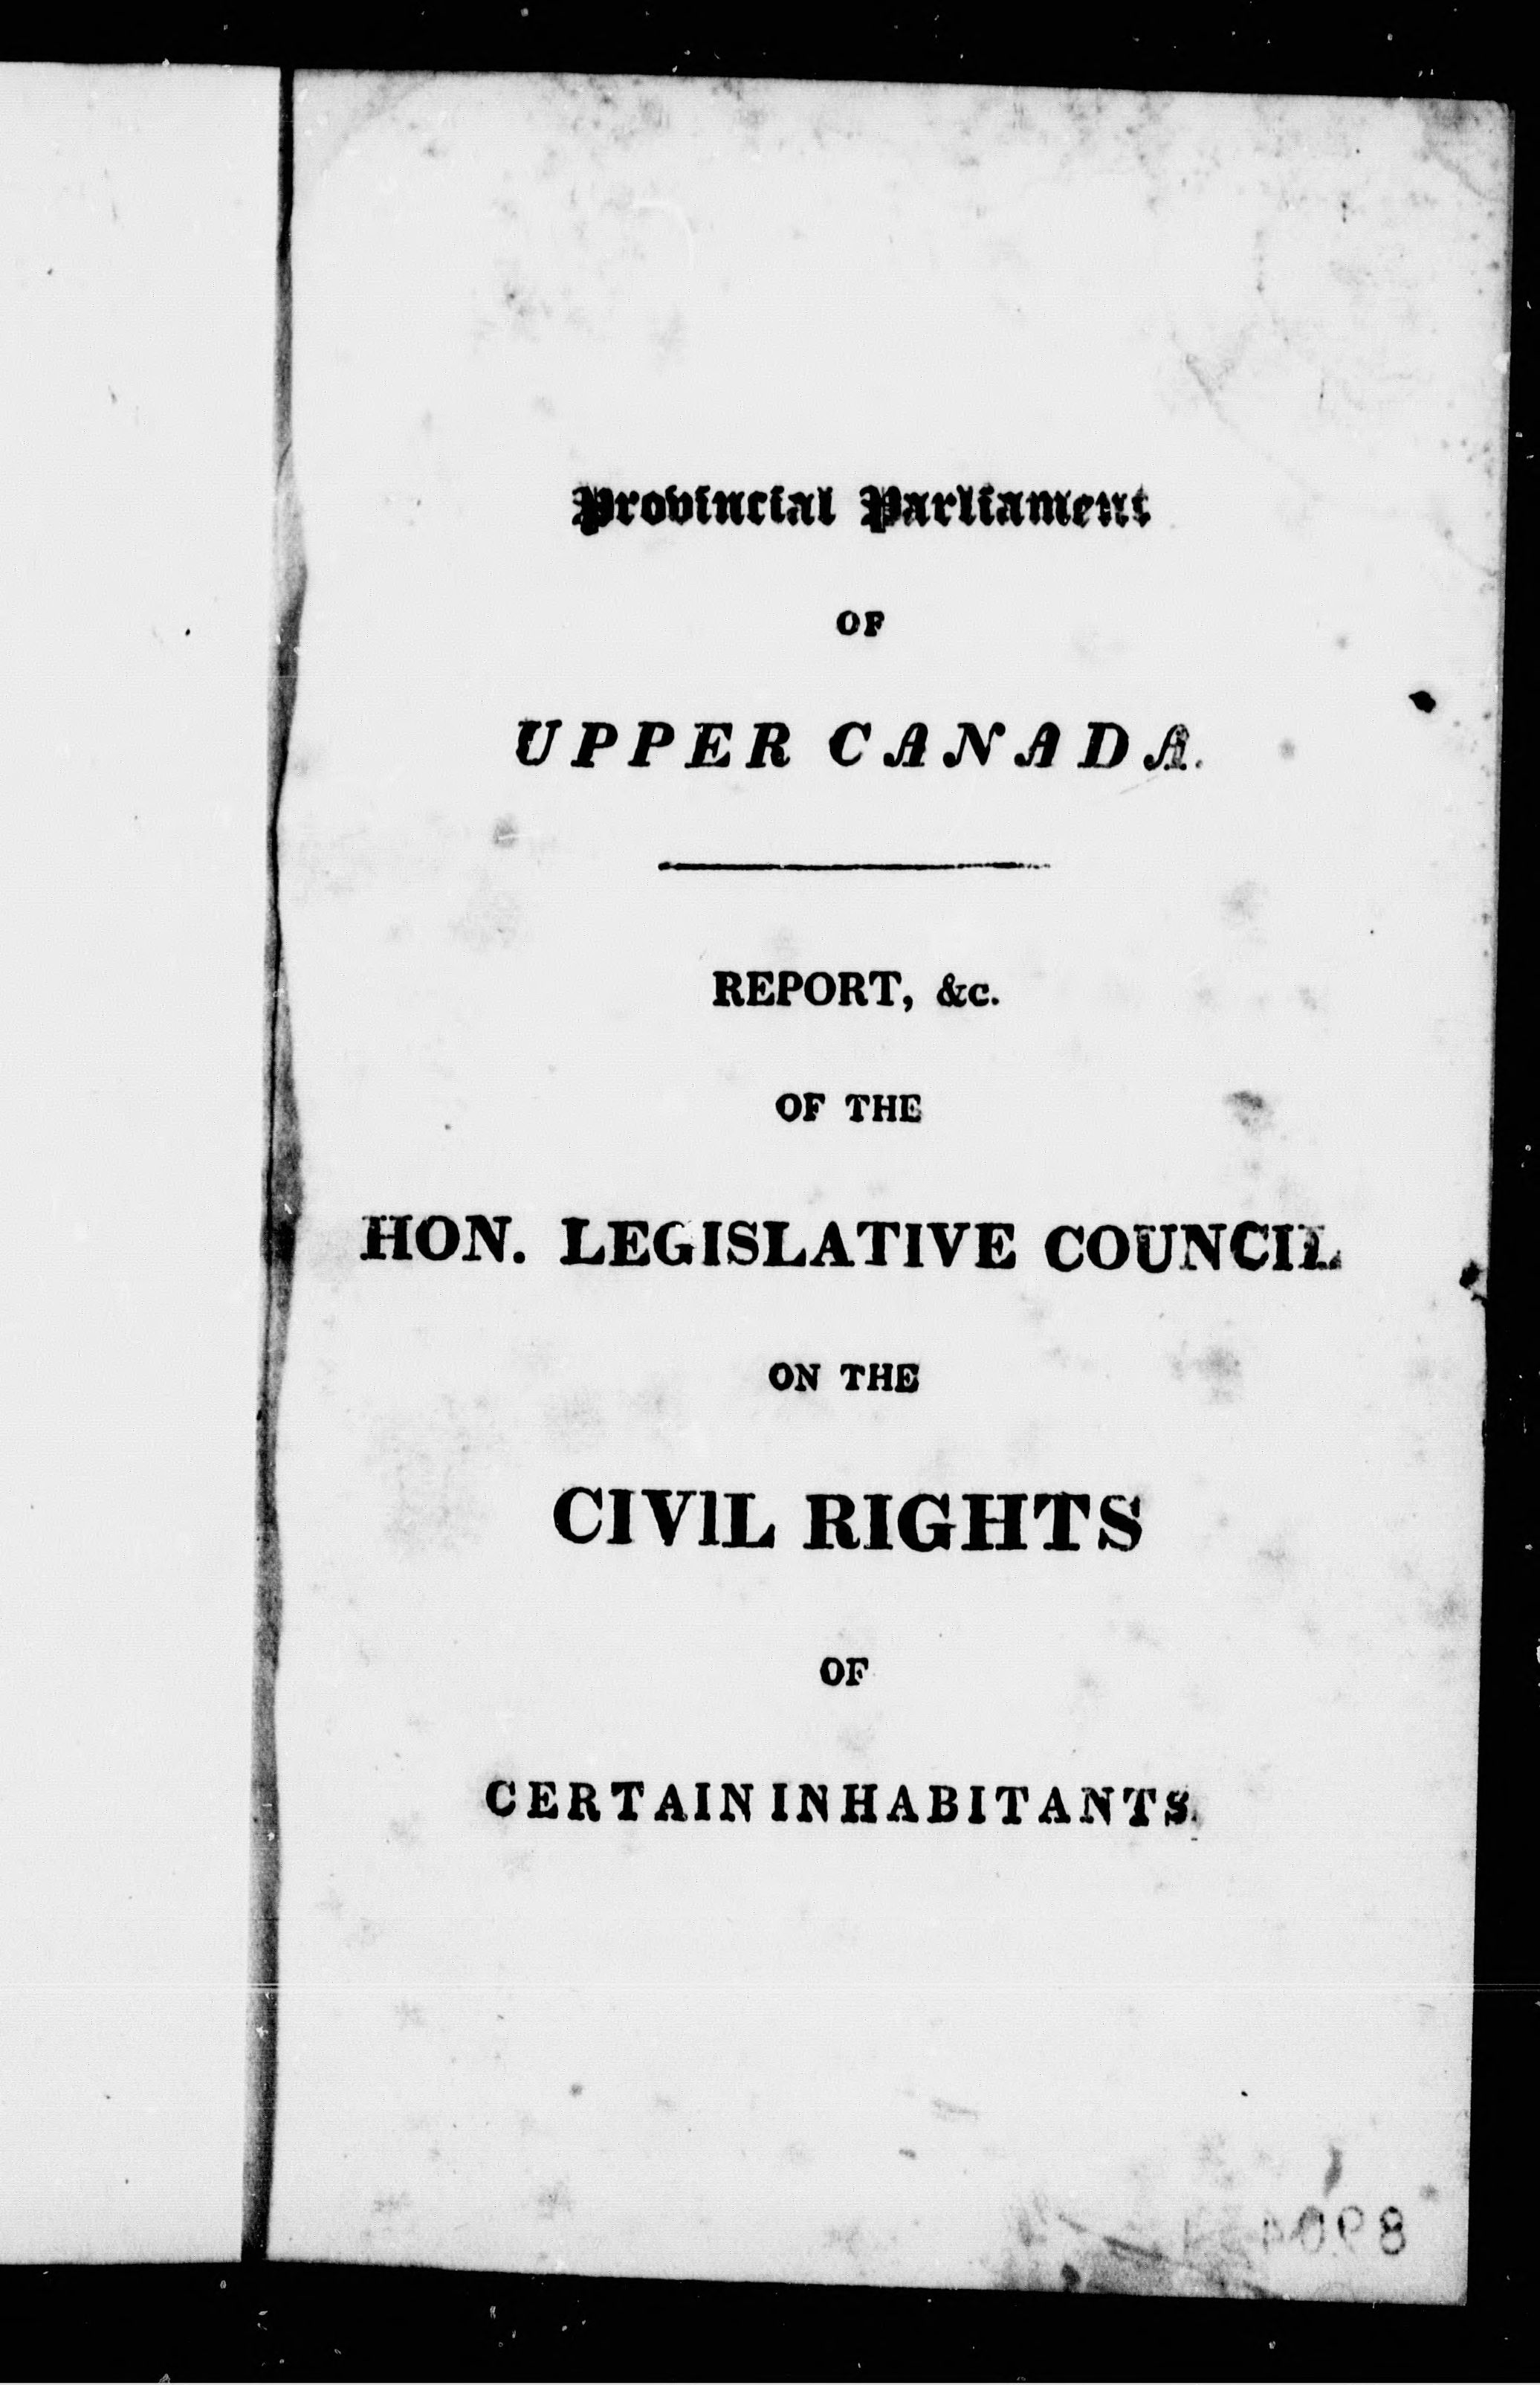 Provincial Parliament
OF
UPPER CANADA.
REPORT, &c.
OF THE
HON. LEGISLATIVE COUNCIL
ON THE
CIVIL RIGHTS
OF
CERTAIN INHABITANTS.